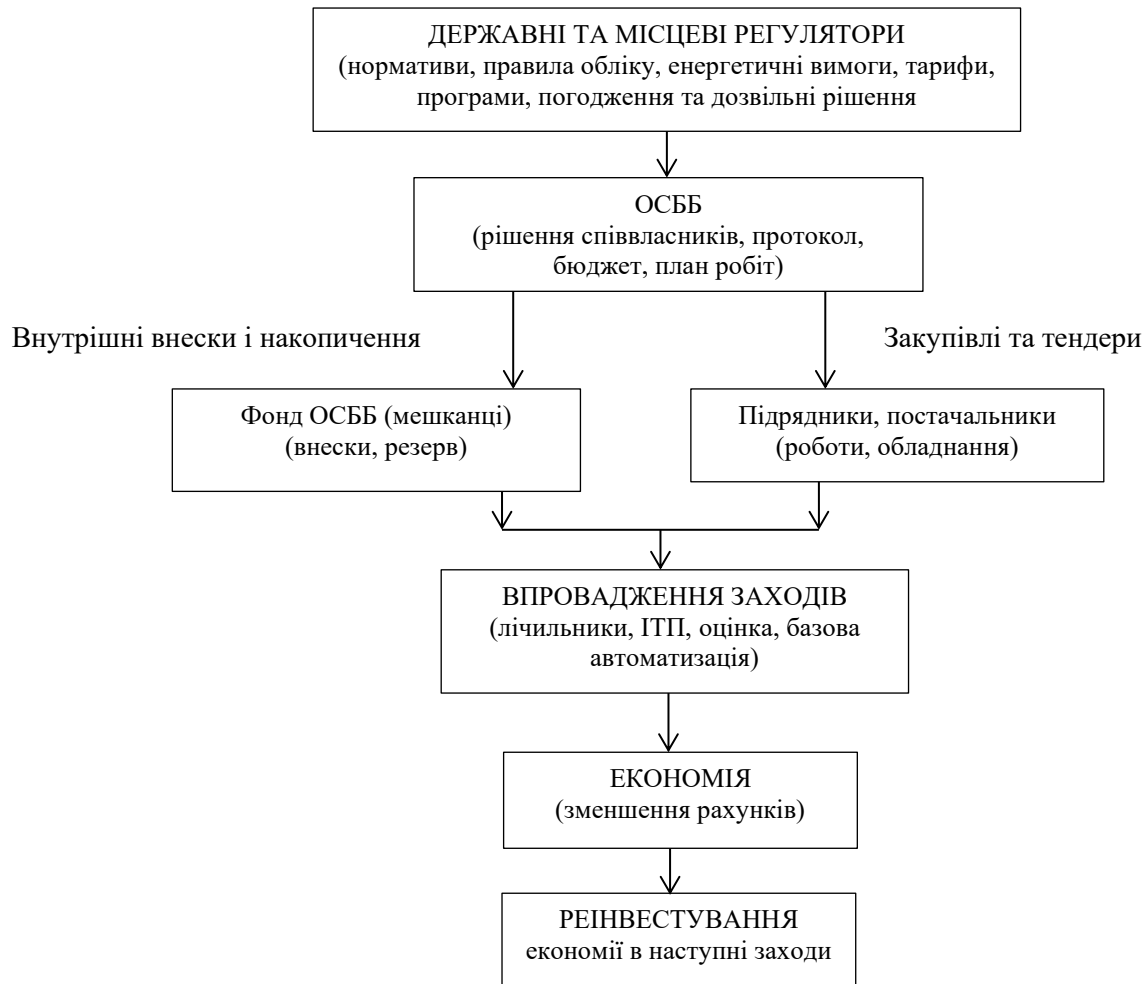 ДЕРЖАВНІ ТА МІСЦЕВІ РЕГУЛЯТОРИ
(нормативи, правила обліку, енергетичні вимоги, тарифи,
програми, погодження та дозвільні рішення
ОСББ
(рішення співвласників, протокол,
бюджет, план робіт)
Внутрішні внески і накопичення
Закупівлі та тендери
Фонд ОСББ (мешканці)
(внески, резерв)
Підрядники, постачальники
(роботи, обладнання)
ВПРОВАДЖЕННЯ ЗАХОДІВ
(лічильники, ІТП, оцінка, базова
автоматизація)
ЕКОНОМІЯ
(зменшення рахунків)
РЕІНВЕСТУВАННЯ
економії в наступні заходи